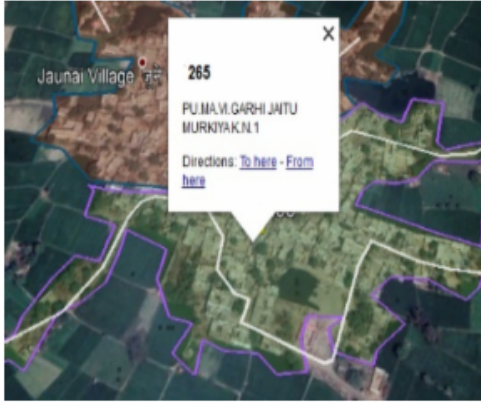 Jaunai Village
265
PU.MA.VI.GARHI JAITU
MURKIYA K.N.1
Directions: To here - From
here